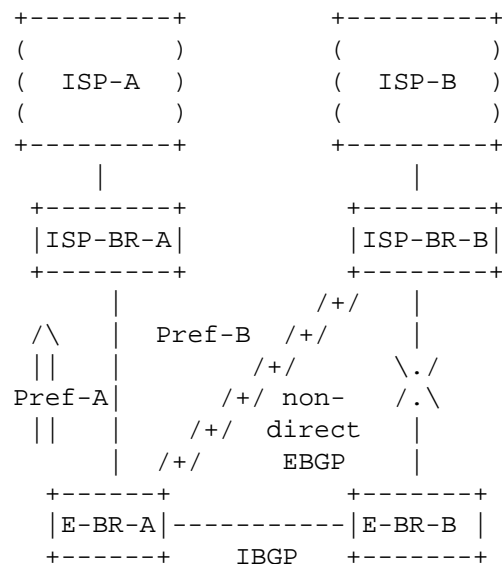 +---------+          +---------+
(         )          (         )
(  ISP-A  )          (  ISP-B  )
(         )          (         )
+---------+          +---------+
     |                    |
 +--------+          +--------+
 |ISP-BR-A|          |ISP-BR-B|
 +--------+          +--------+
      |            /+/  |
 /\   |  Pref-B  /+/    |
 ||   |        /+/     \./
Pref-A|      /+/ non-  /./\
 ||   |    /+/  direct  |
      |  /+/     EBGP   |
  +------+           +-------+
  |E-BR-A|-----------|E-BR-B |
  +------+    IBGP   +-------+